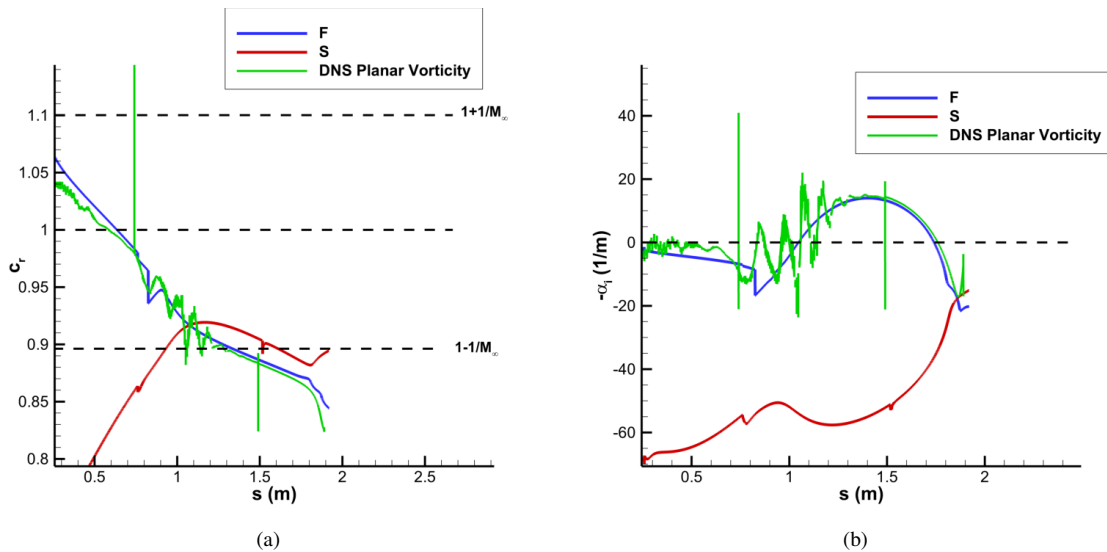 F
S
DNS Planar Vorticity
1+1/M∞
1-1/M∞
1.1
1.05
1
0.95
0.9
0.85
0.8
cr
0.5 1 1.5 2 2.5
s (m)
(a)
F
S
DNS Planar Vorticity
40
20
0
-20
-40
-60
-αi (1/m)
0.5 1 1.5 2
s (m)
(b)